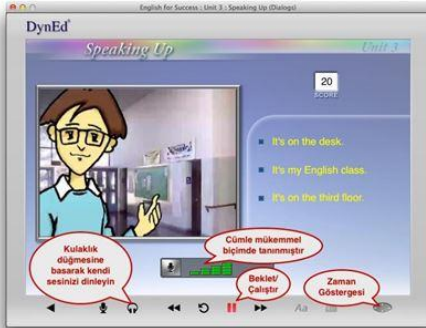 English for Success : Unit 3 : Speaking Up (Dialogs)
DynEd
Speaking Up
Unit 3
20
SCORE
It's on the desk.
It's my English class.
It's on the third floor.
Kulaklık
düğmesine
basarak kendi
sesinizi dinleyin
Cümle mükemmel
biçimde tanınmıştır
Beklet/
Çalıştır
Zaman
Göstergesi
Aa